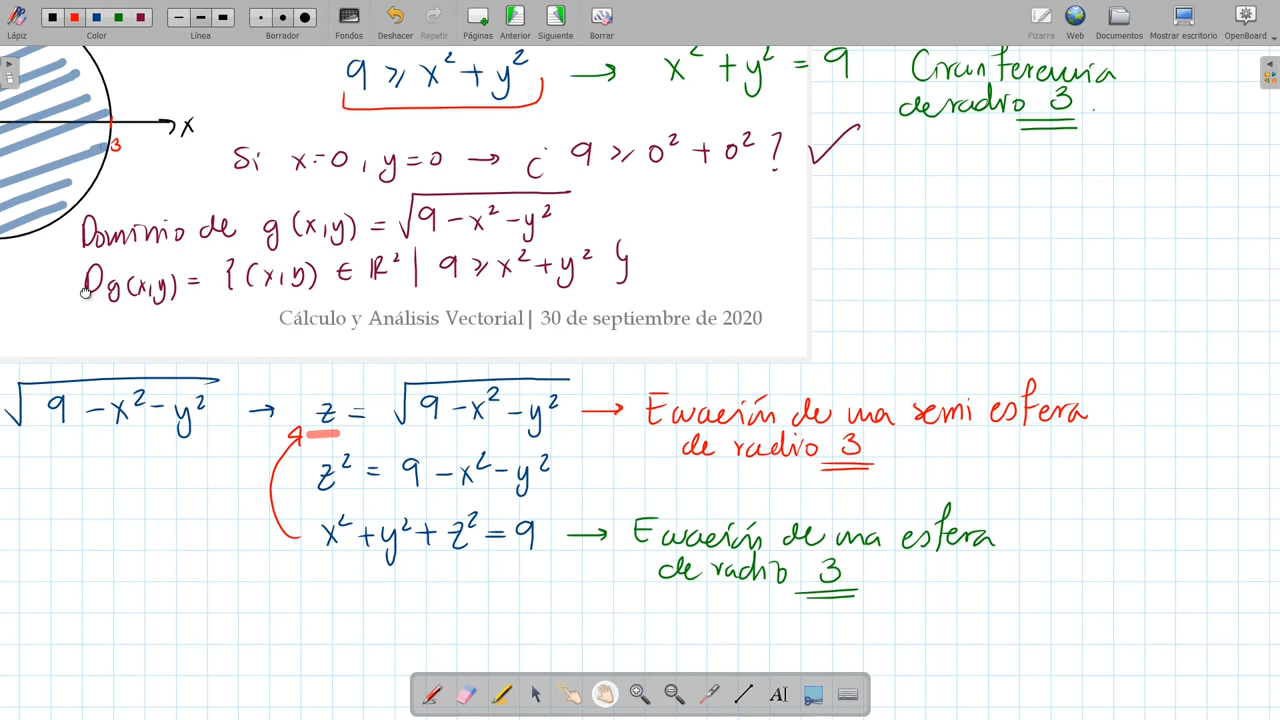 Lápiz Color Línea Borrador Fondos Deshacer Repetir Páginas Anterior Siguiente Borrar Pizarra Web Documentos Mostrar escritorio OpenBoard
9 ⩾ x² + y² → x² + y² = 9 Circunferencia
de radio 3
x
3
Si x=0, y=0 → ¿ 9 ⩾ 0² + 0² ? ✓
Dominio de g(x,y) = √(9 - x² - y²)
D g(x,y) = {(x,y) ∈ ℝ² | 9 ⩾ x² + y² }
Cálculo y Análisis Vectorial| 30 de septiembre de 2020
√(9 - x² - y²) → z = √(9 - x² - y²) → Ecuación de una semi esfera
de radio 3
z² = 9 - x² - y²
x² + y² + z² = 9 → Ecuación de una esfera
de radio 3
AI